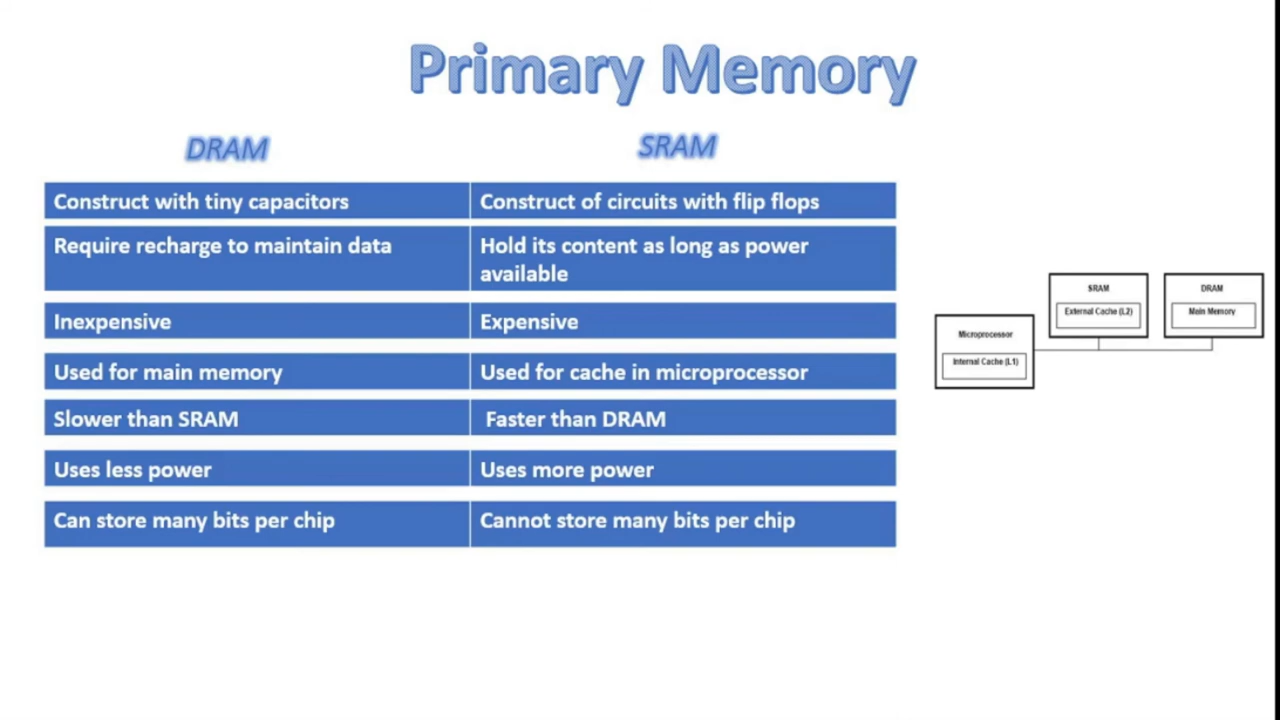 Primary Memory
DRAM
SRAM
Construct with tiny capacitors
Construct of circuits with flip flops
Require recharge to maintain data
Hold its content as long as power
available
Inexpensive
Expensive
Used for main memory
Used for cache in microprocessor
Slower than SRAM
Faster than DRAM
Uses less power
Uses more power
Can store many bits per chip
Cannot store many bits per chip
SRAM
External Cache (L2)
DRAM
Main Memory
Microprocessor
Internal Cache (L1)